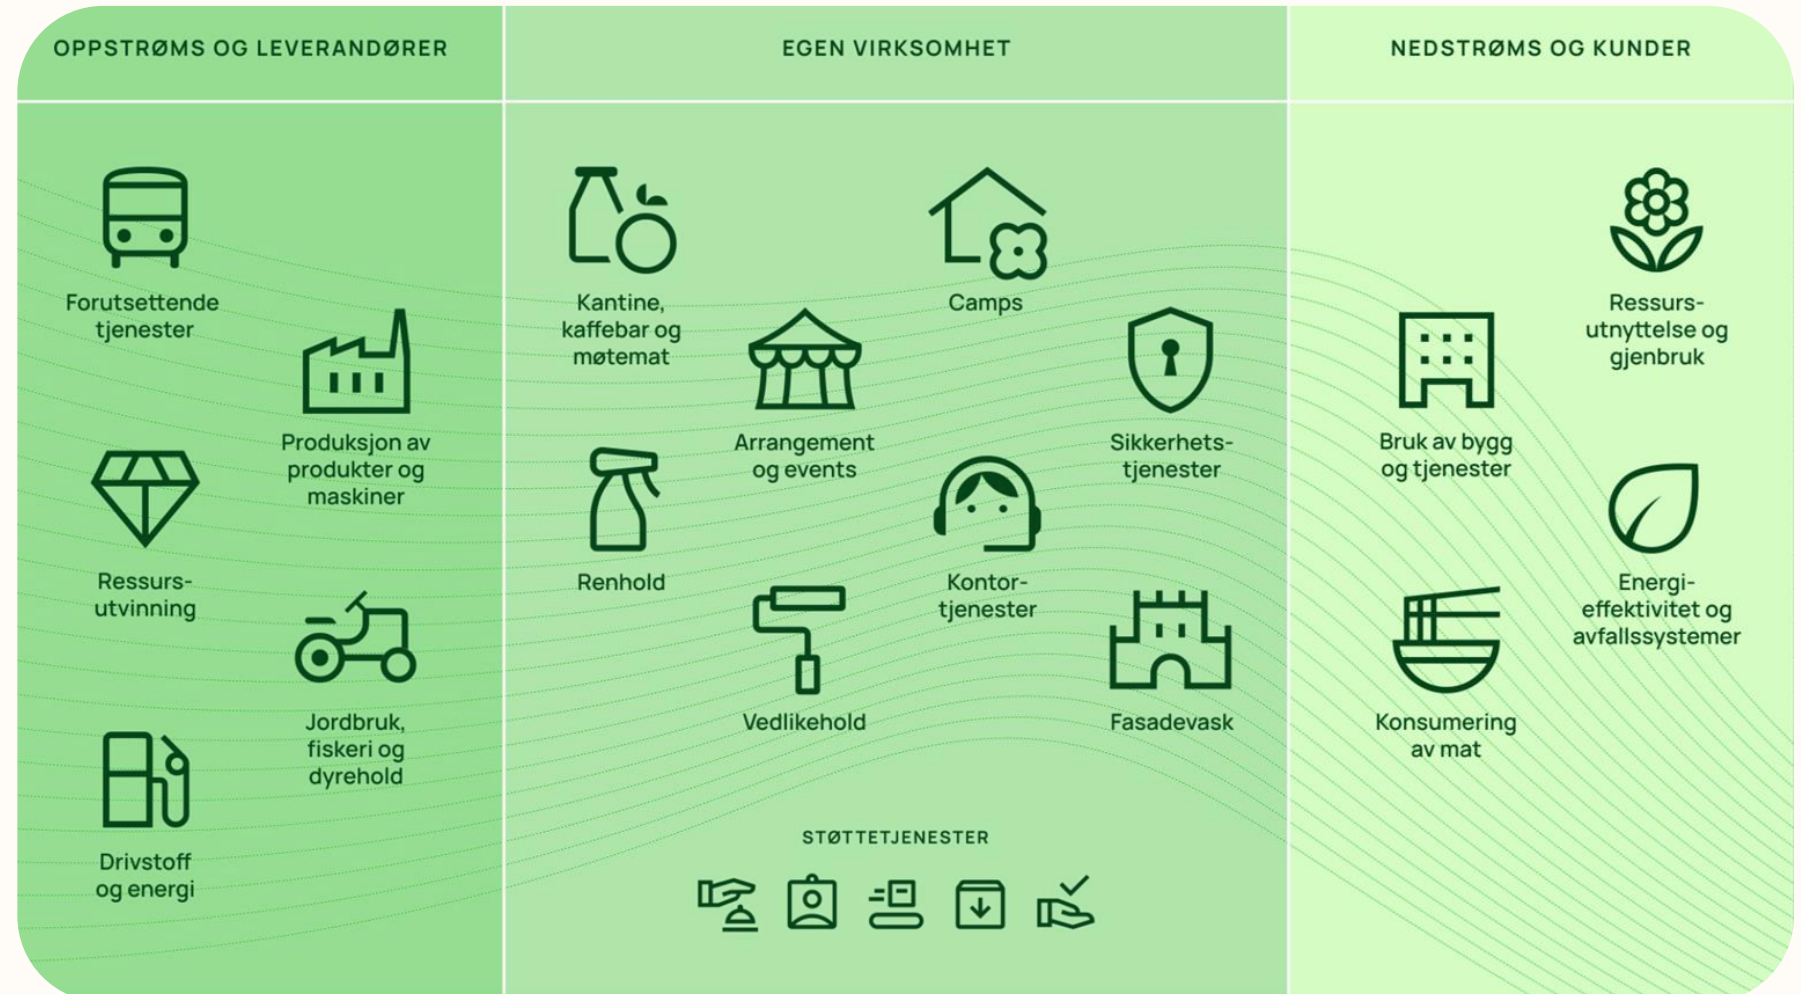 OPPSTRØMS OG LEVERANDØRER
EGEN VIRKSOMHET
NEDSTRØMS OG KUNDER
Forutsettende
tjenester
Produksjon av
produkter og
maskiner
Ressurs-
utvinning
Jordbruk,
fiskeri og
dyrehold
Drivstoff
og energi
Kantine,
kaffebar og
møtemat
Arrangement
og events
Camps
Sikkerhets-
tjenester
Renhold
Kontor-
tjenester
Vedlikehold
Fasadevask
STØTTETJENESTER
Ressurs-
utnyttelse og
gjenbruk
Bruk av bygg
og tjenester
Energi-
effektivitet og
avfallssystemer
Konsumering
av mat